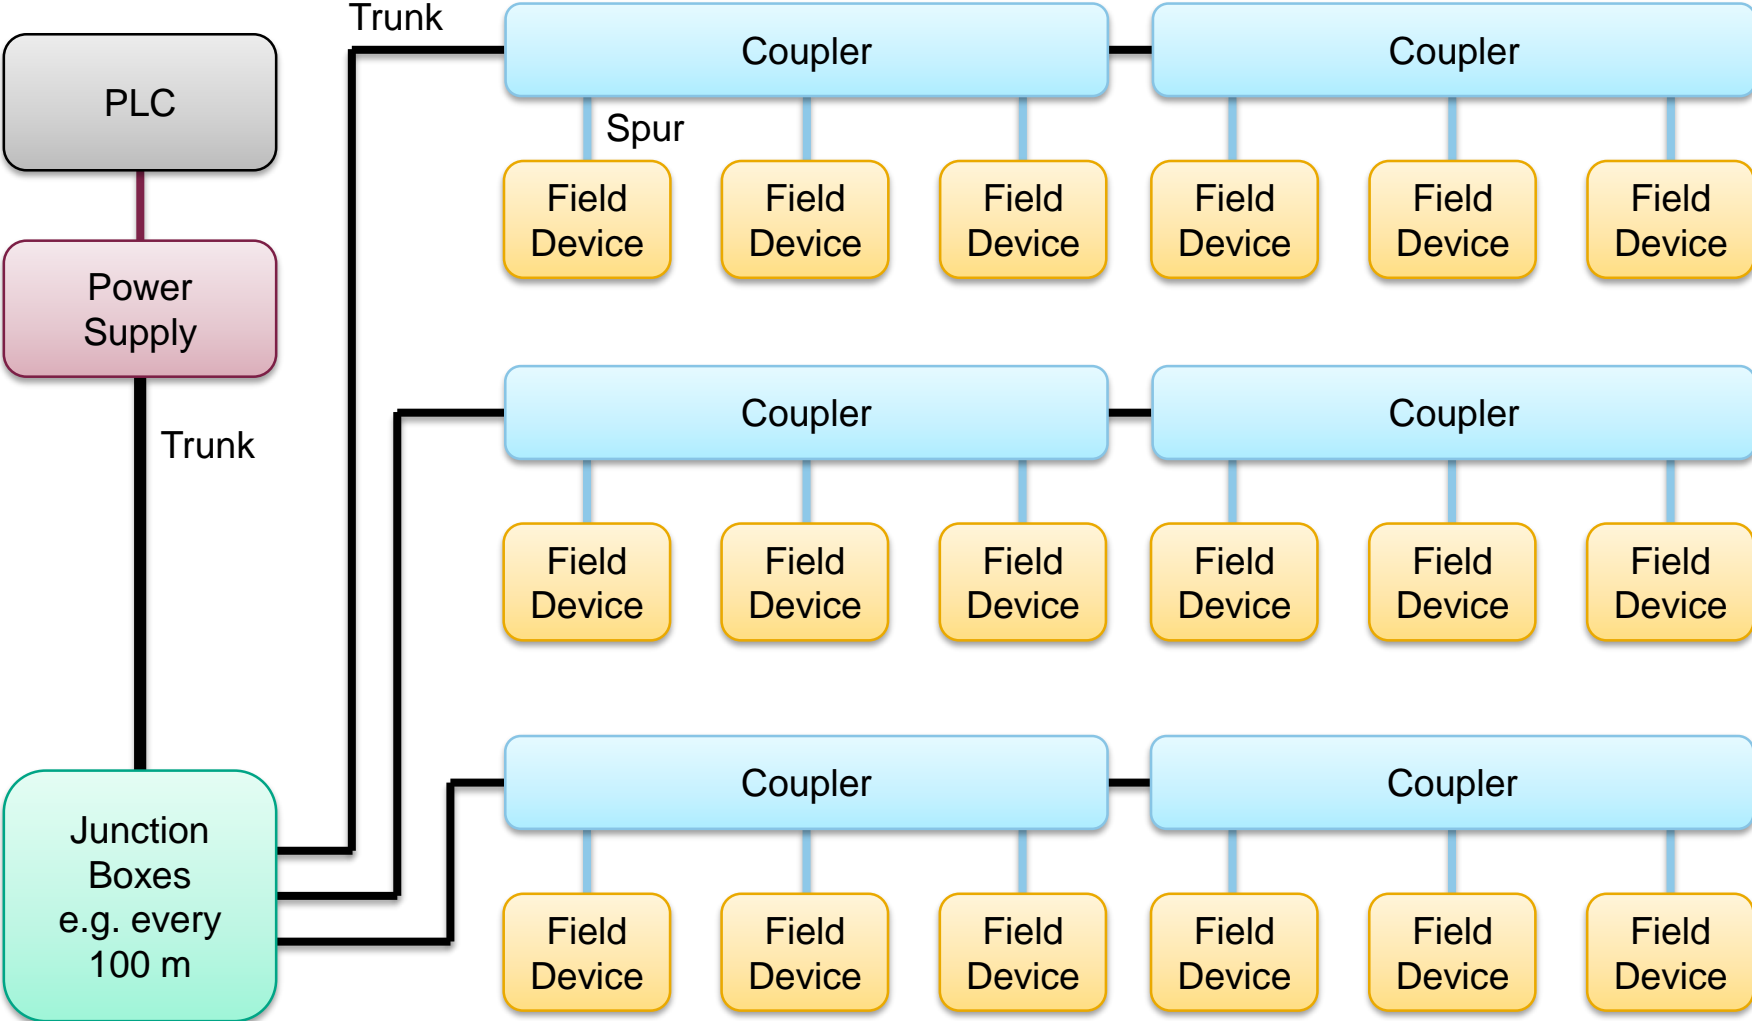 Trunk
PLC
Coupler
Coupler
Spur
Field
Device
Field
Device
Field
Device
Field
Device
Field
Device
Field
Device
Power
Supply
Trunk
Coupler
Coupler
Field
Device
Field
Device
Field
Device
Field
Device
Field
Device
Field
Device
Coupler
Coupler
Junction
Boxes
e.g. every
100 m
Field
Device
Field
Device
Field
Device
Field
Device
Field
Device
Field
Device